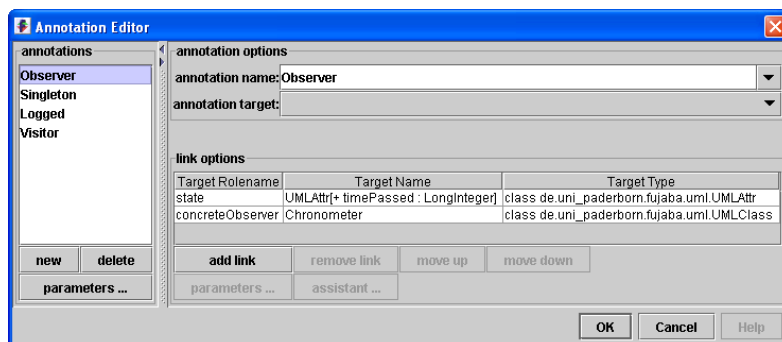 Annotation Editor
annotations
Observer
Singleton
Logged
Visitor
new delete
parameters ...
annotation options
annotation name: Observer
annotation target:
link options
Target Rolename Target Name Target Type
state UMLAttr[+ timePassed : LongInteger] class de.uni_paderborn.fujaba.uml.UMLAttr
concreteObserver Chronometer class de.uni_paderborn.fujaba.uml.UMLClass
add link remove link move up move down
parameters ... assistant ...
OK Cancel Help